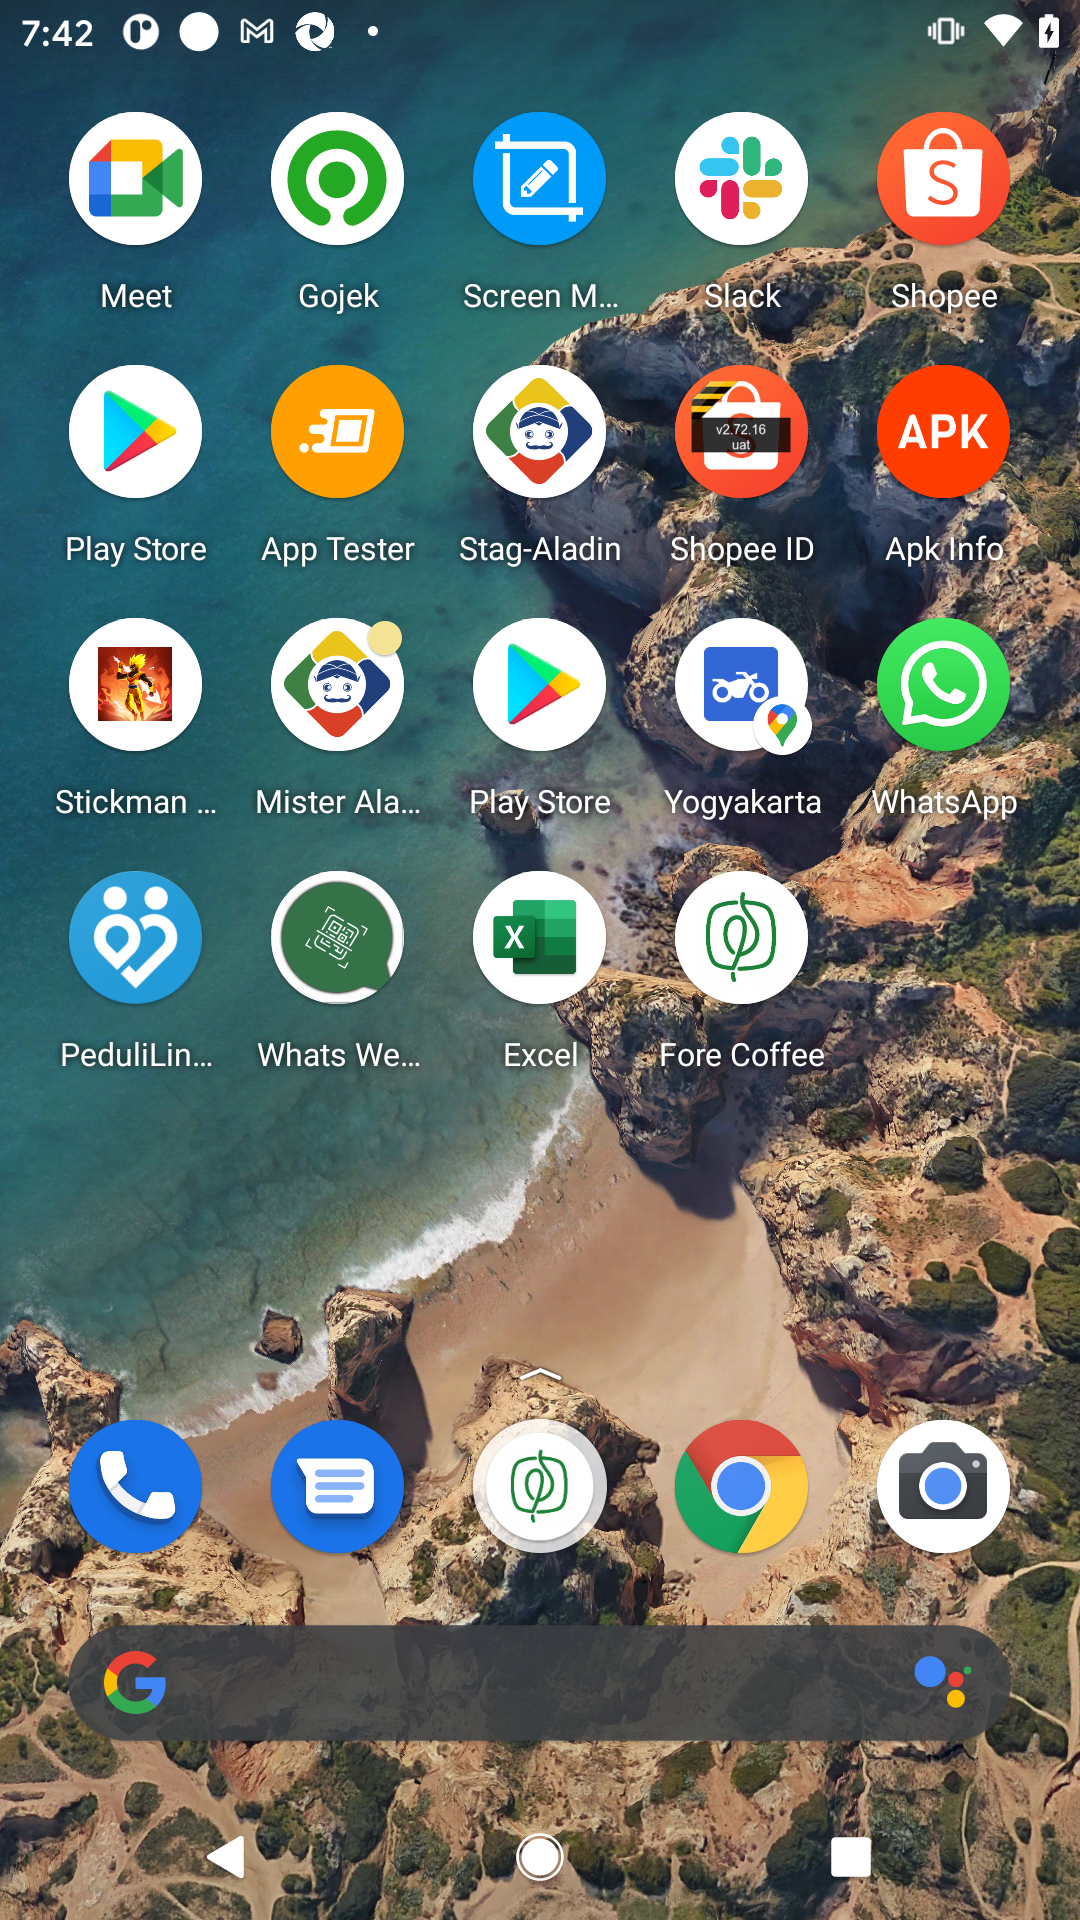 7:42
Meet Gojek Screen M... Slack Shopee
v2.72.16
uat
APK
Play Store App Tester Stag-Aladin Shopee ID Apk Info
Stickman ... Mister Ala... Play Store Yogyakarta WhatsApp
X
PeduliLin... Whats We... Excel Fore Coffee